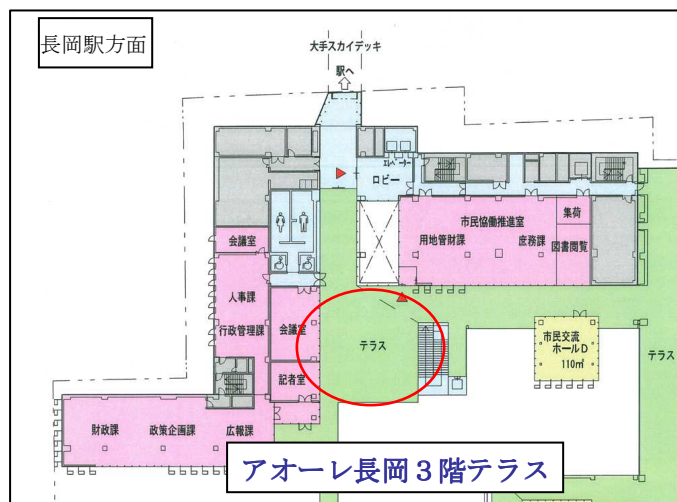 長岡駅方面
大手スカイデッキ
駅へ
エレベーター
ロビー
市民協働推進室
集荷
用地管財課
庶務課
図書閲覧
会議室
人事課
行政管理課
会議室
記者室
テラス
市民交流
ホールD
110㎡
テラス
財政課
政策企画課
広報課
アオーレ長岡3階テラス